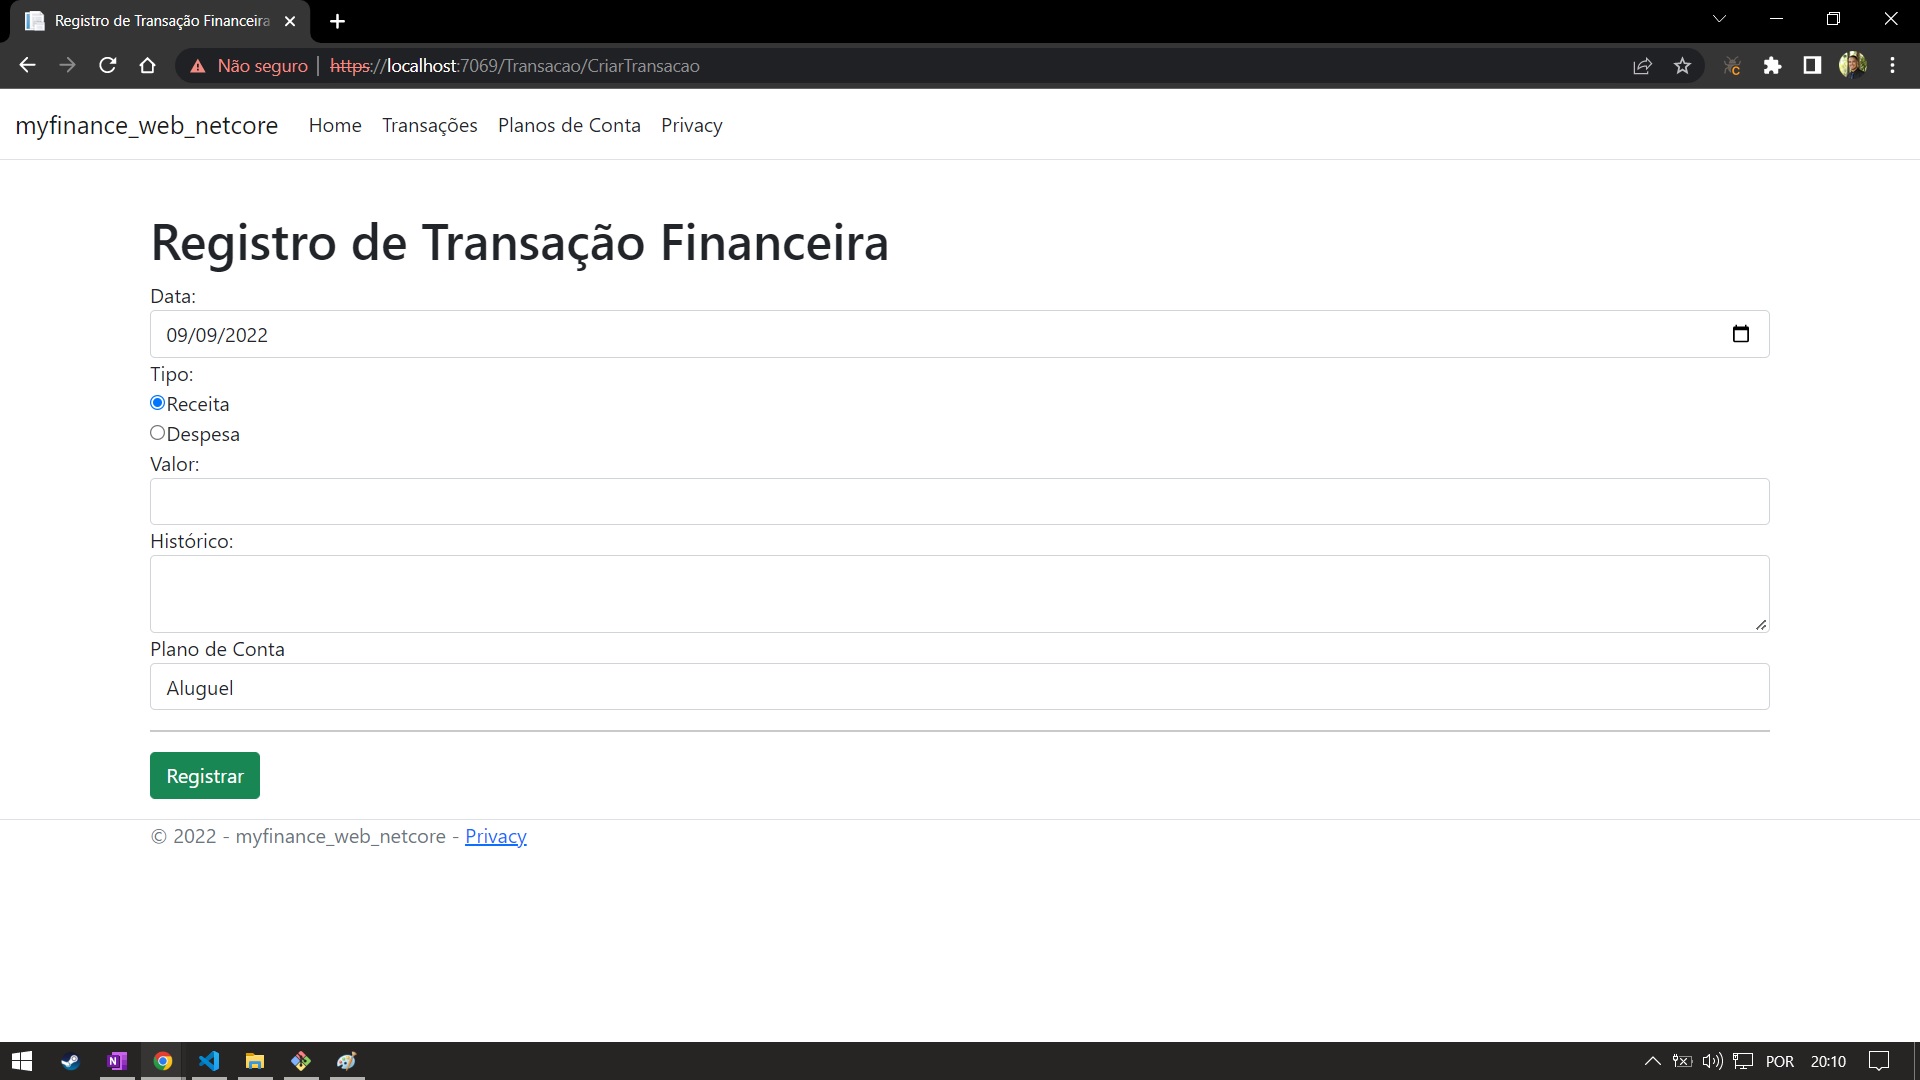 Registro de Transação Financeira
Não seguro | https://localhost:7069/Transacao/CriarTransacao
myfinance_web_netcore Home Transações Planos de Conta Privacy
Registro de Transação Financeira
Data:
09/09/2022
Tipo:
Receita
Despesa
Valor:
Histórico:
Plano de Conta
Aluguel
Registrar
© 2022 - myfinance_web_netcore - Privacy
POR 20:10